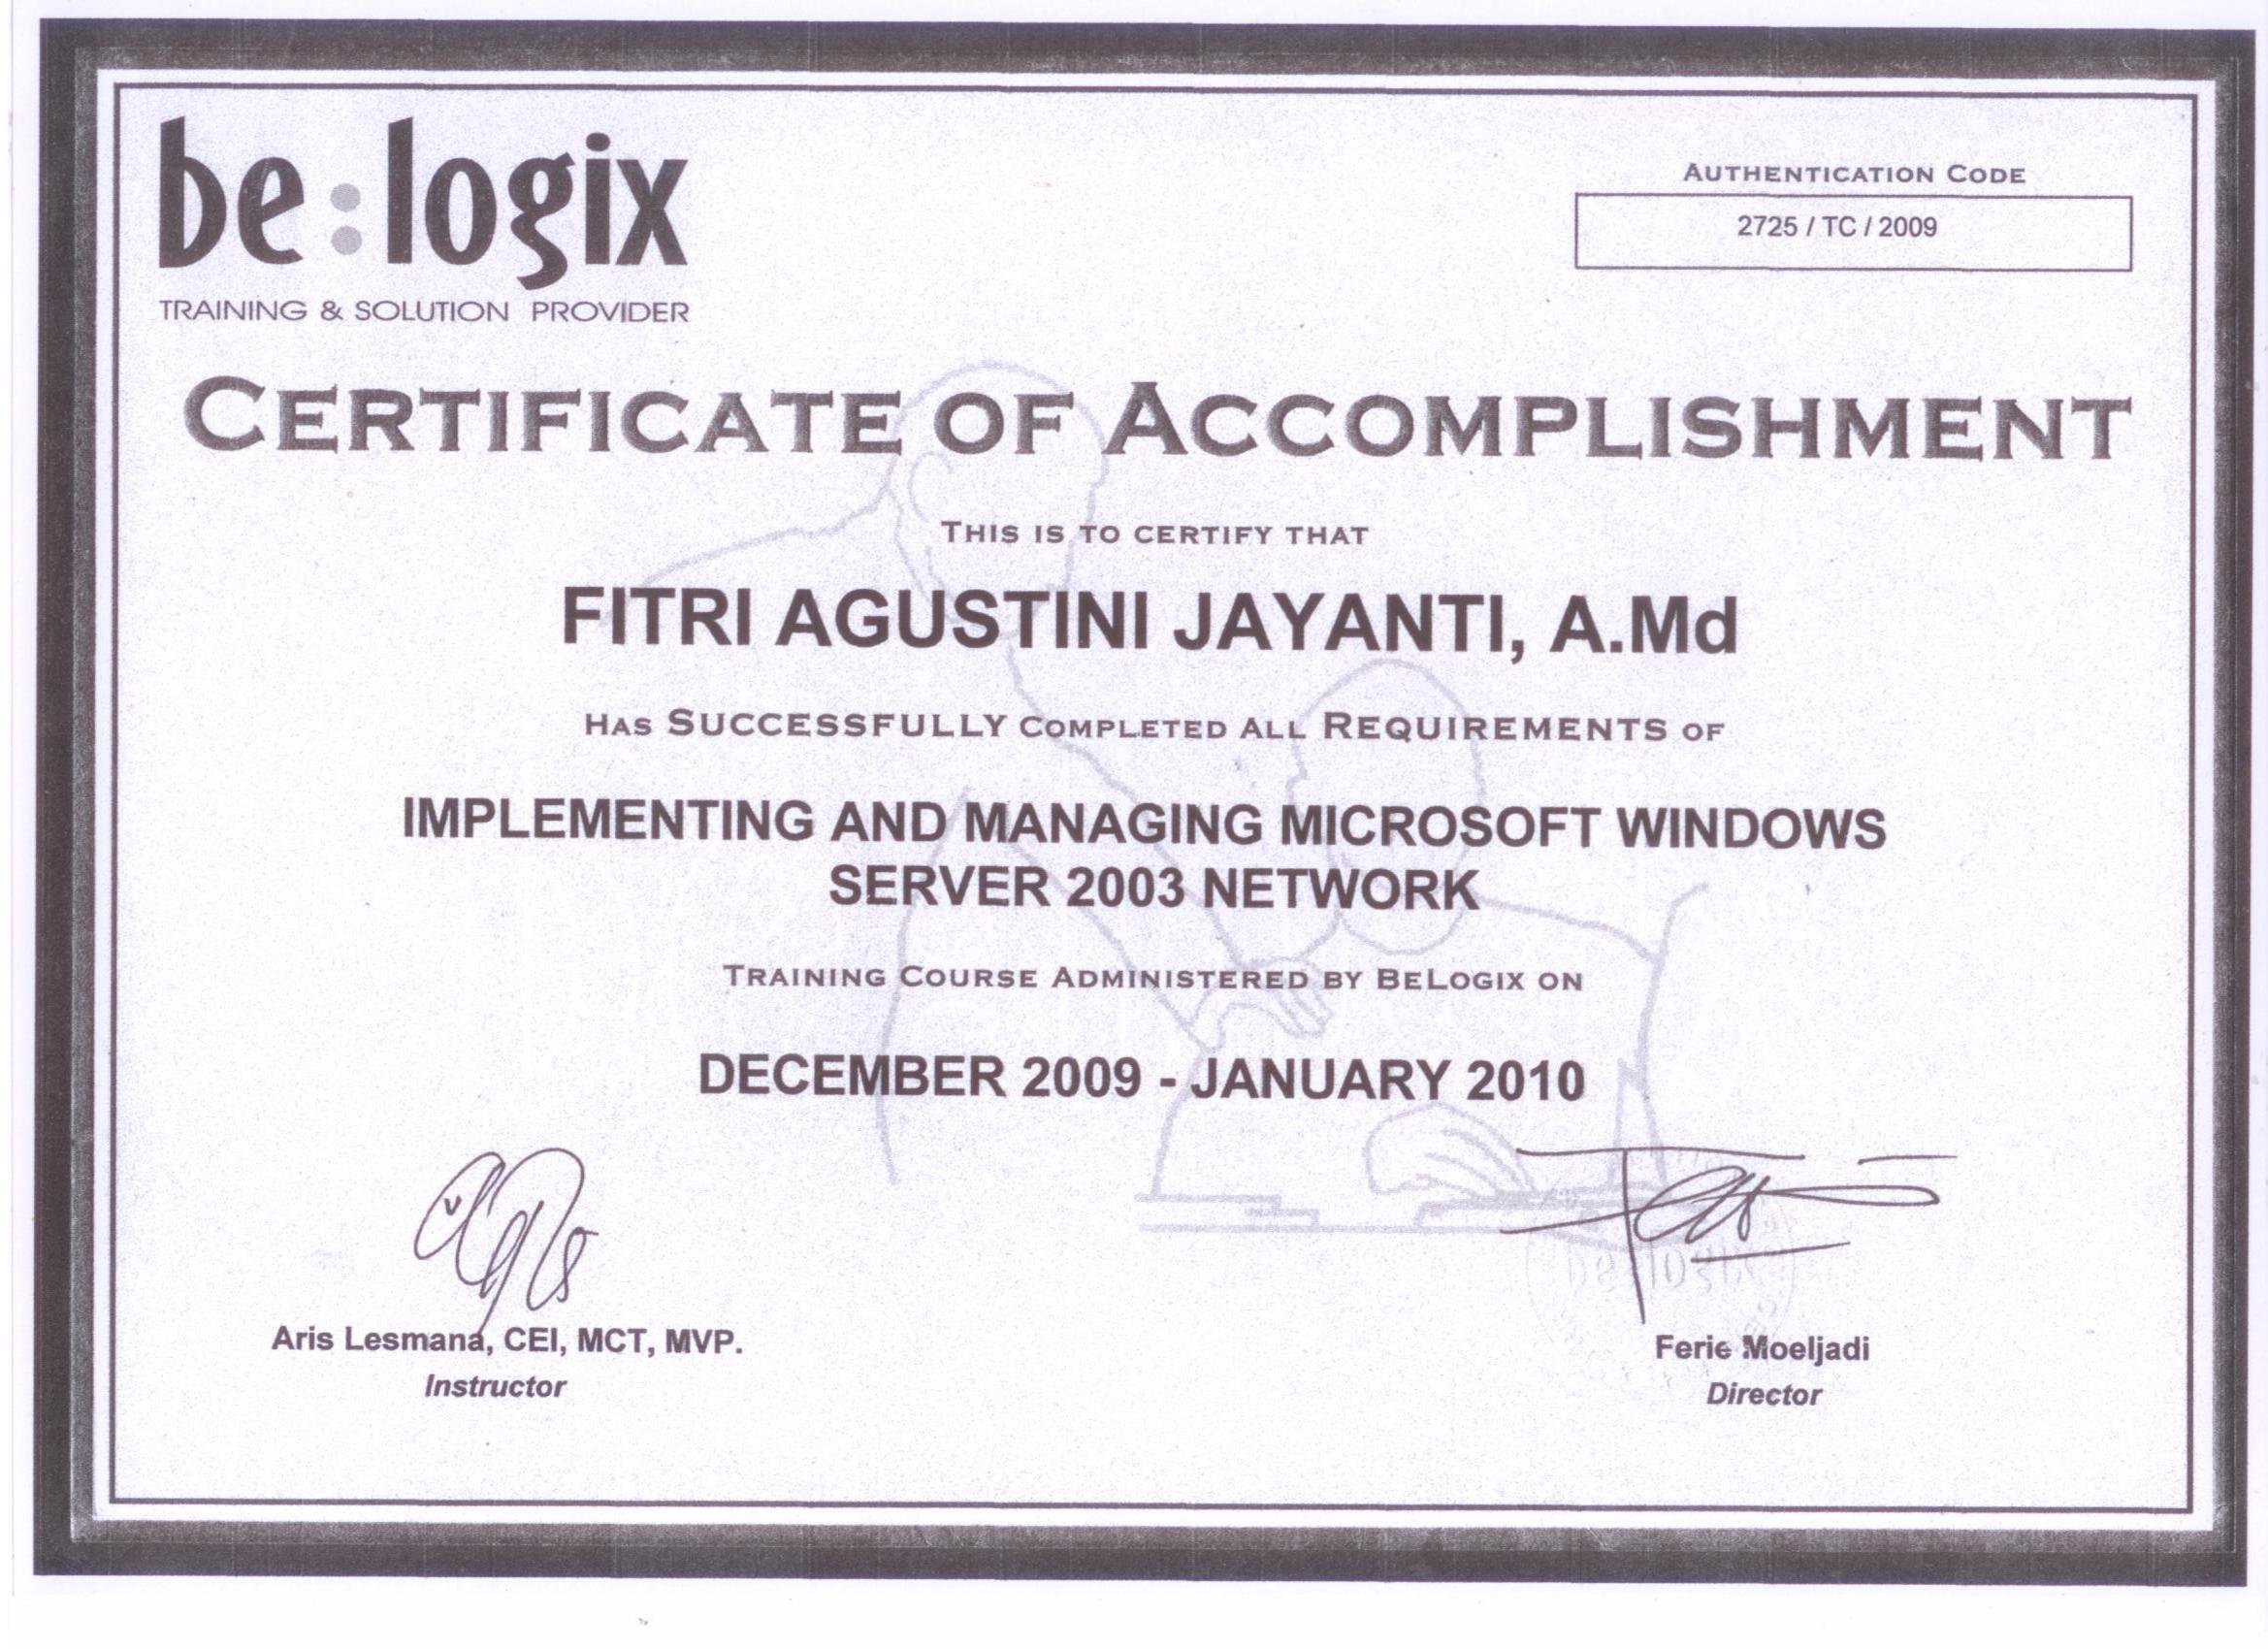 be:logix
TRAINING & SOLUTION PROVIDER
AUTHENTICATION CODE
2725 / TC / 2009
CERTIFICATE OF ACCOMPLISHMENT
THIS IS TO CERTIFY THAT
FITRI AGUSTINI JAYANTI, A.Md
HAS SUCCESSFULLY COMPLETED ALL REQUIREMENTS OF
IMPLEMENTING AND MANAGING MICROSOFT WINDOWS
SERVER 2003 NETWORK
TRAINING COURSE ADMINISTERED BY BELOGIX ON
DECEMBER 2009 - JANUARY 2010
Aris Lesmana, CEI, MCT, MVP.
Instructor
Ferie Moeljadi
Director